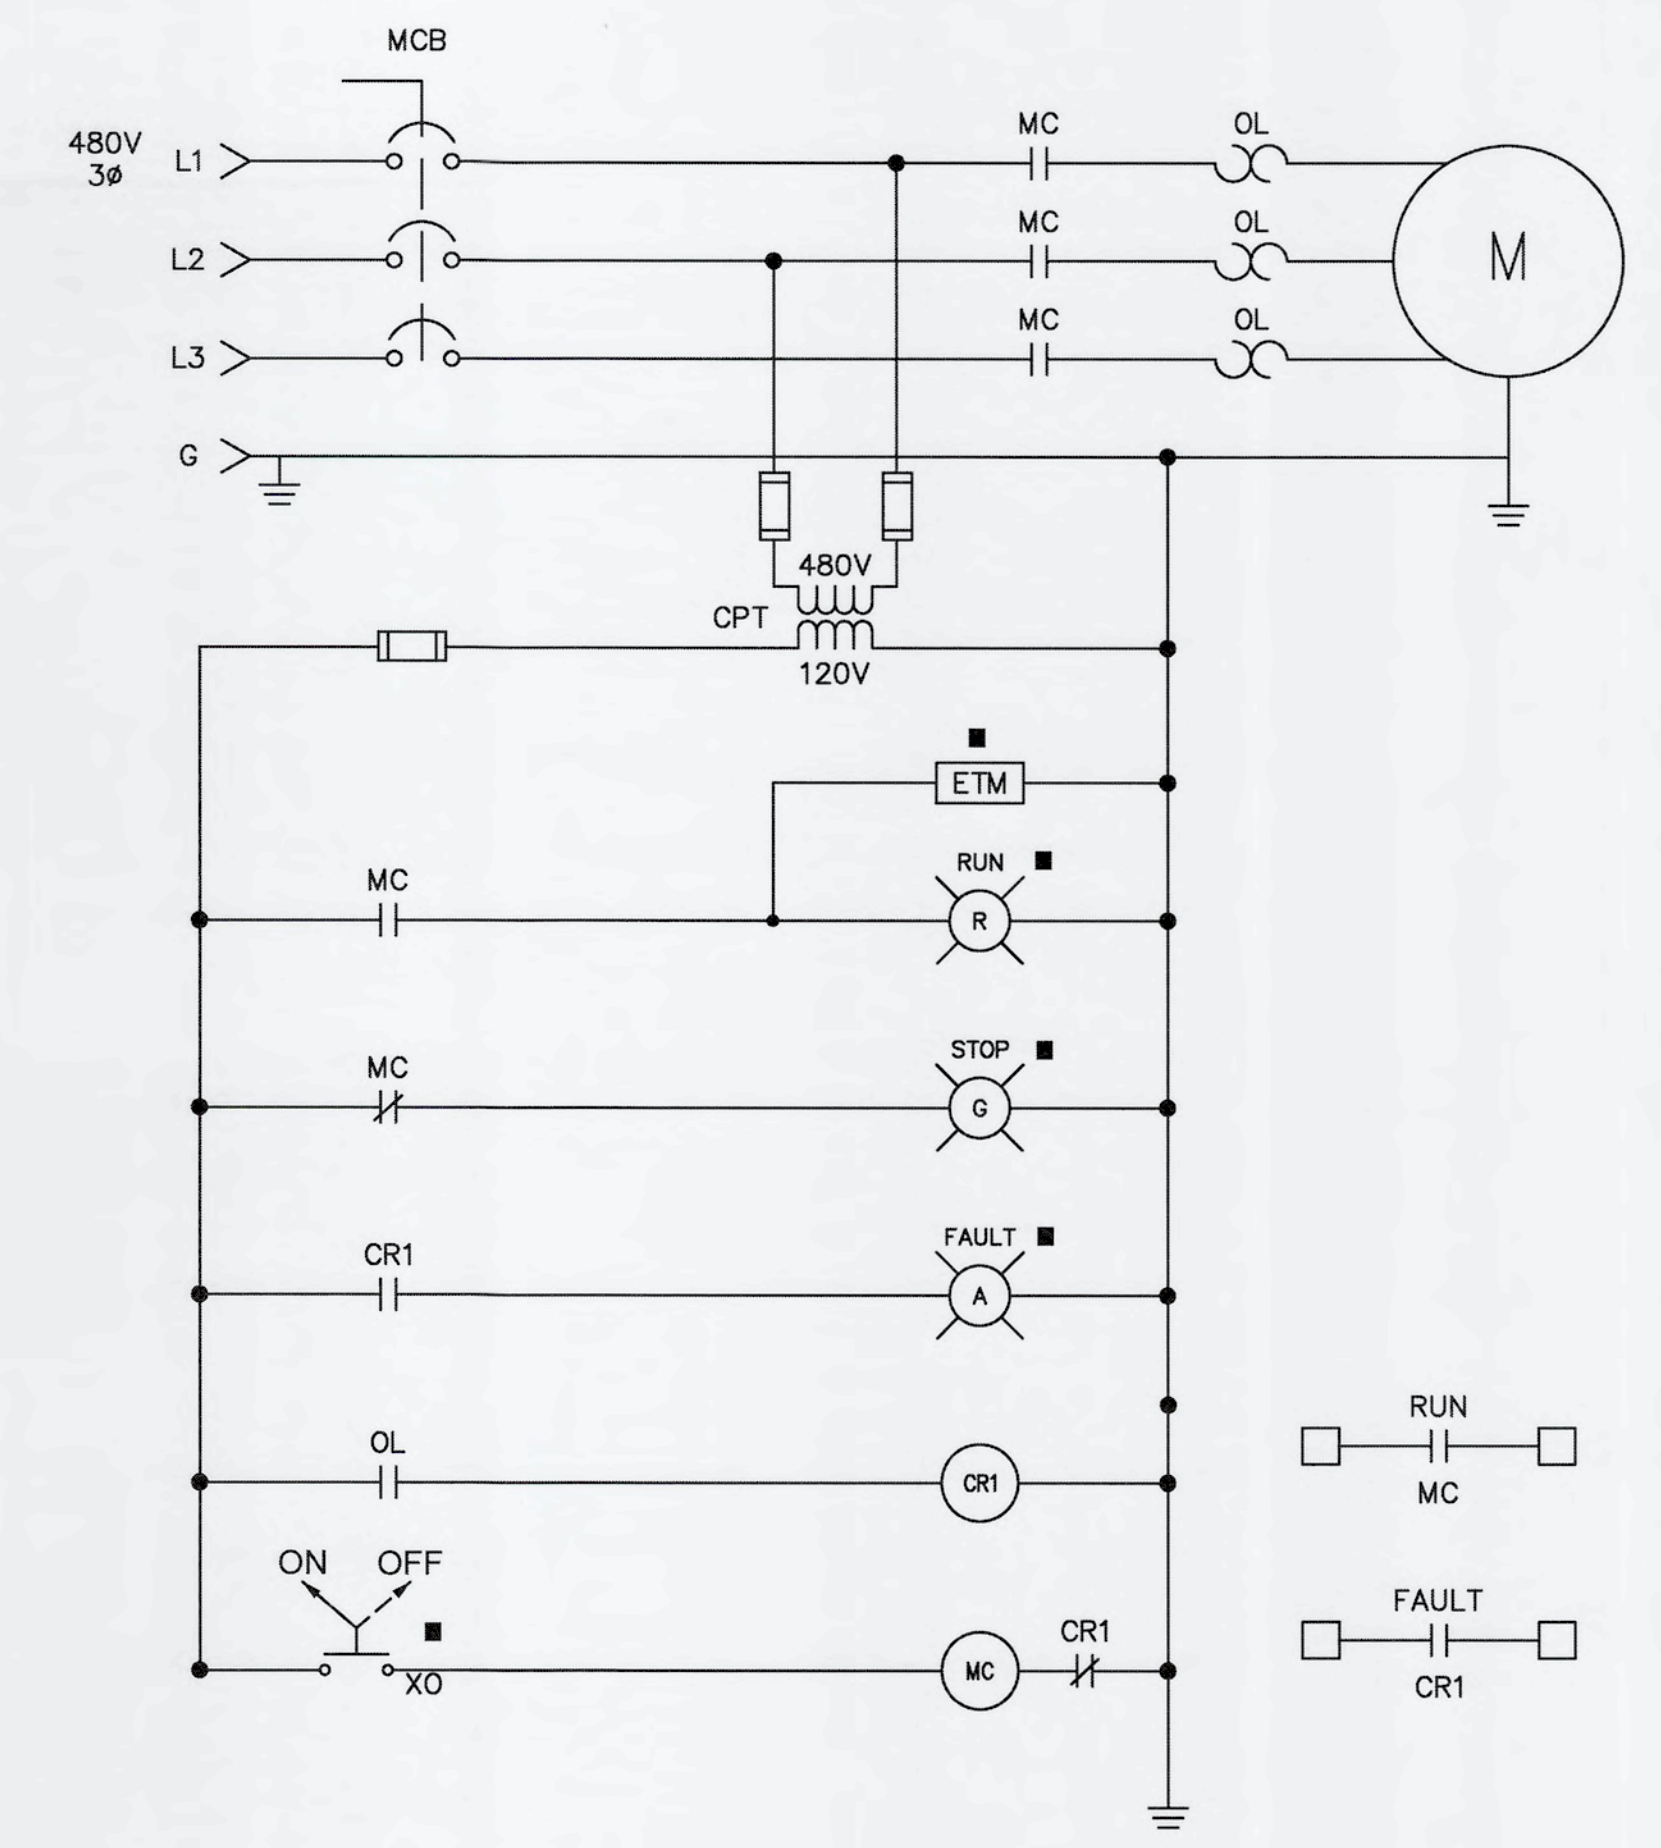 MCB
480V
3ø
L1
MC
OL
L2
MC
OL
M
L3
MC
OL
G
480V
CPT
120V
ETM
RUN
MC
R
STOP
MC
G
FAULT
CR1
A
RUN
MC
OL
CR1
ON OFF
XO
MC
CR1
FAULT
CR1